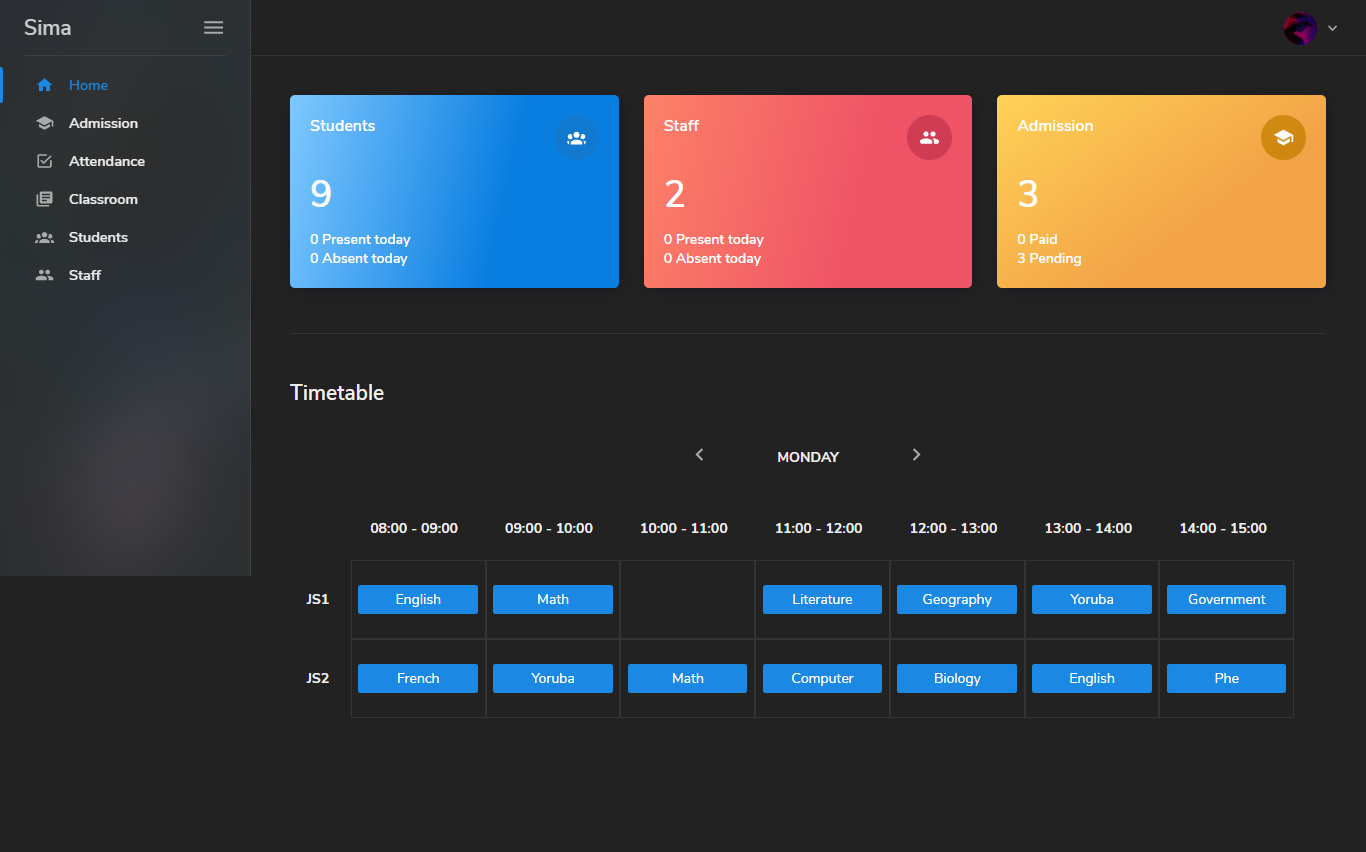 Sima
Home
Admission
Attendance
Classroom
Students
Staff
Students
9
0 Present today
0 Absent today
Staff
2
0 Present today
0 Absent today
Admission
3
0 Paid
3 Pending
Timetable
MONDAY
08:00 - 09:00 09:00 - 10:00 10:00 - 11:00 11:00 - 12:00 12:00 - 13:00 13:00 - 14:00 14:00 - 15:00
JS1 English Math Literature Geography Yoruba Government
JS2 French Yoruba Math Computer Biology English Phe